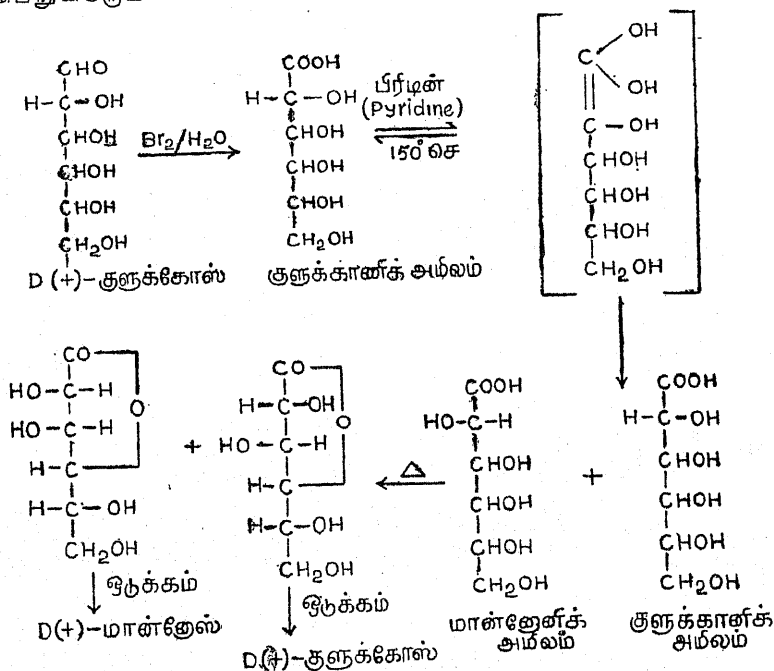 CHO
H-C-OH
CHOH
CHOH
CHOH
CH₂OH
D (+)-குளுக்கோஸ்
Br₂/H₂O
COOH
H-C-OH
CHOH
CHOH
CHOH
CH₂OH
குளுக்கானிக் அமிலம்
பிரிடின்
(Pyridine)
150°செ
C OH
OH
C-OH
CHOH
CHOH
CHOH
CH₂OH
CO
HO-C-H
O
HO-C-H
H-C
H-C-OH
CH₂OH
ஒடுக்கம்
D(+)-மான்னோஸ்
+
CO
H-C-OH
O
HO-C-H
H-C
H-C-OH
CH₂OH
ஒடுக்கம்
D(+)-குளுக்கோஸ்
△
COOH
HO-C-H
CHOH
CHOH
CHOH
CH₂OH
மான்னோனிக்
அமிலம்
+
COOH
H-C-OH
CHOH
CHOH
CHOH
CH₂OH
குளுக்கானிக்
அமிலம்